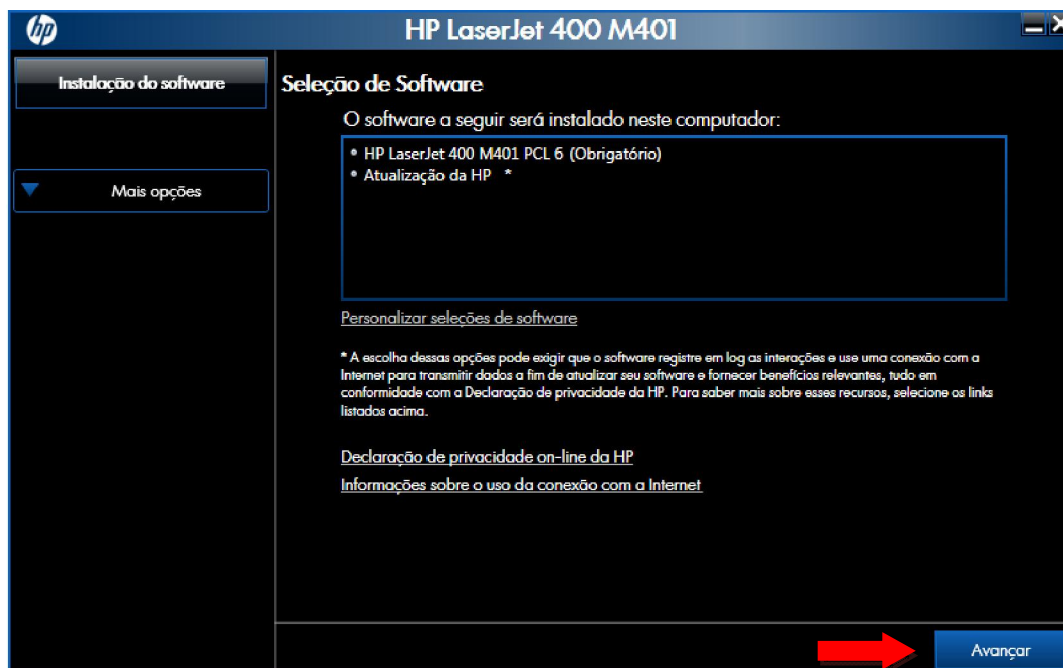 hp
HP LaserJet 400 M401
Instalação do software
Mais opções
Seleção de Software
O software a seguir será instalado neste computador:
• HP LaserJet 400 M401 PCL 6 (Obrigatório)
• Atualização da HP *
Personalizar seleções de software
* A escolha dessas opções pode exigir que o software registre em log as interações e use uma conexão com a
Internet para transmitir dados a fim de atualizar seu software e fornecer benefícios relevantes, tudo em
conformidade com a Declaração de privacidade da HP. Para saber mais sobre esses recursos, selecione os links
listados acima.
Declaração de privacidade on-line da HP
Informações sobre o uso da conexão com a Internet
Avançar